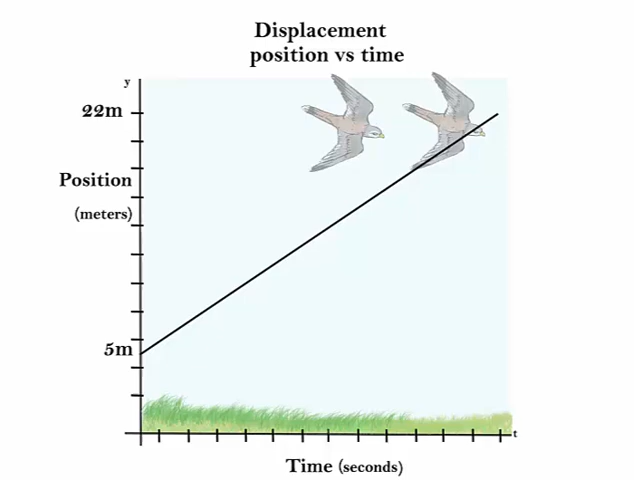 Displacement
position vs time
y
22m
Position
(meters)
5m
t
Time (seconds)